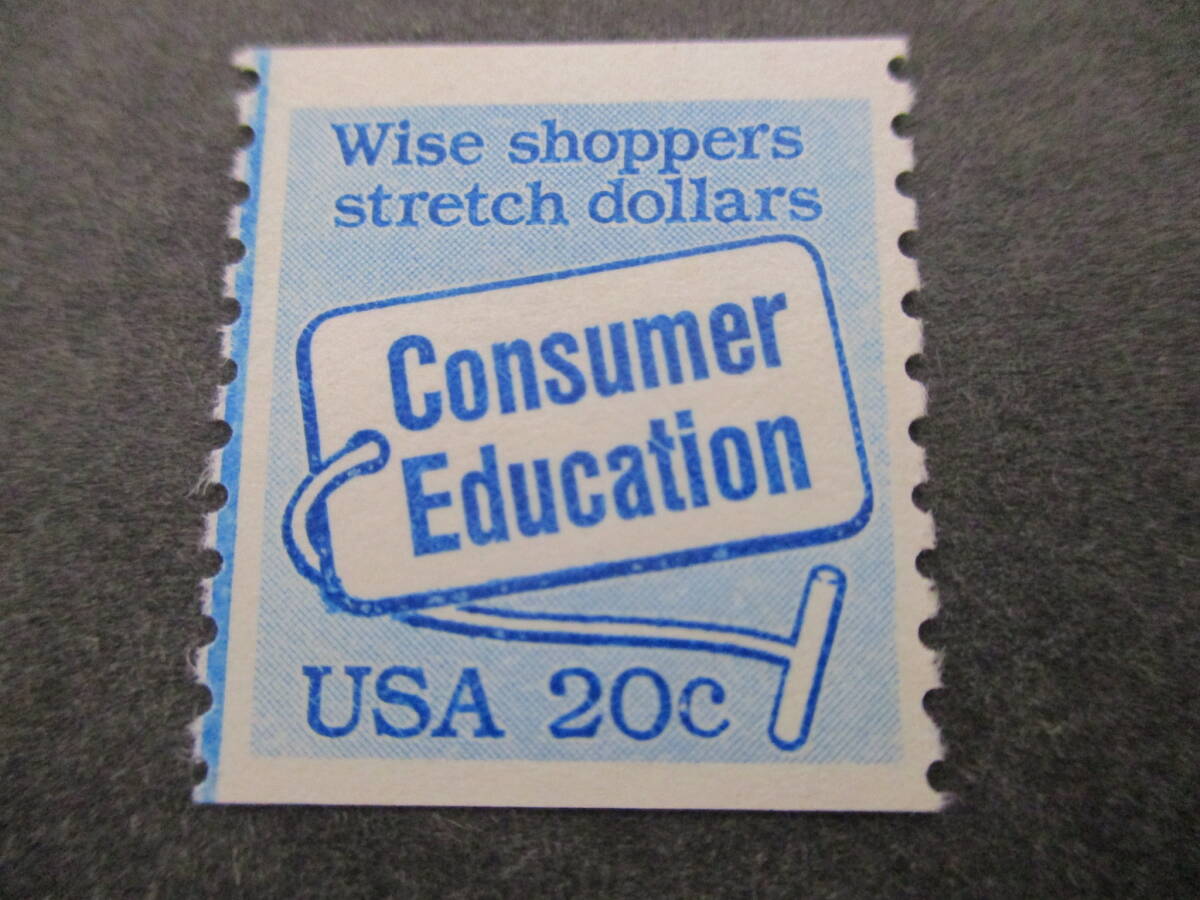 Wise shoppers
stretch dollars
Consumer
Education
USA 20c